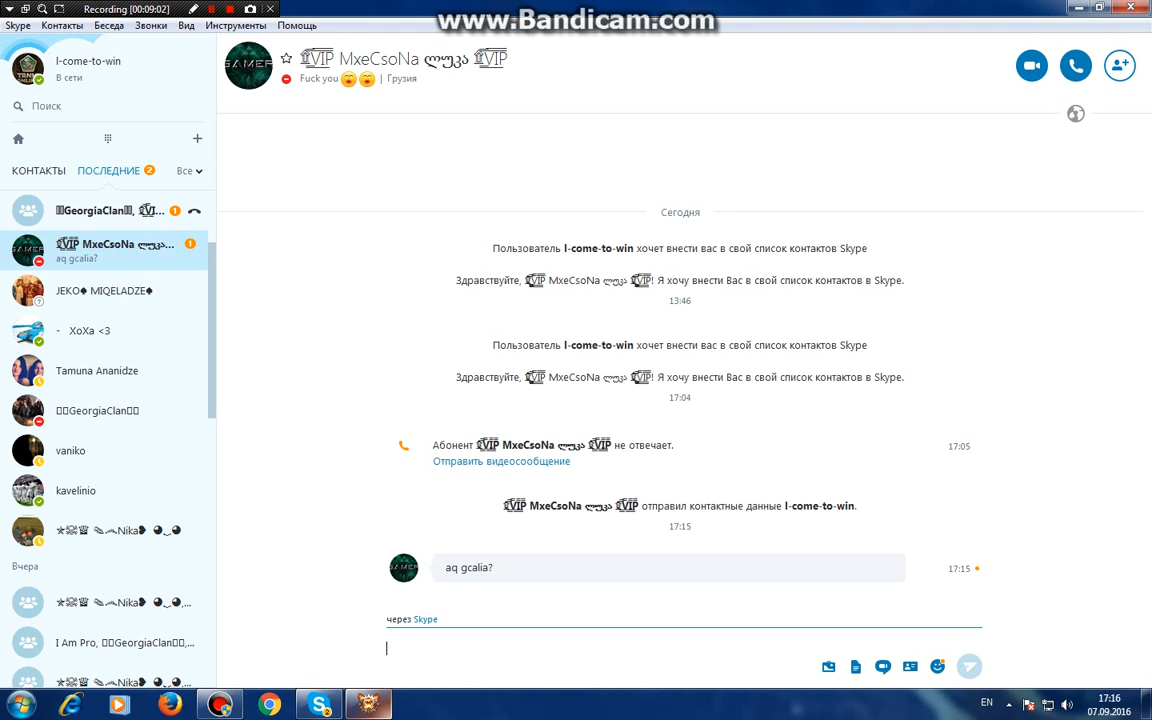 Recording [00:09:02]
www.Bandicam.com
Skype Контакты Беседа Звонки Вид Инструменты Помощь
I-come-to-win
В сети
Поиск
КОНТАКТЫ ПОСЛЕДНИЕ 2 Все
GeorgiaClan, VI... 1
VIP MxeCsoNa ლუკა... 1
aq gcalia?
JEKO♠ MIQELADZE♠
- XoXa <3
Tamuna Ananidze
GeorgiaClan
vaniko
kavelinio
Nika
Вчера
Nika ,...
I Am Pro, GeorgiaClan,...
GAMER
VIP MxeCsoNa ლუკა VIP
Fuck you | Грузия
Сегодня
Пользователь I-come-to-win хочет внести вас в свой список контактов Skype
Здравствуйте, VIP MxeCsoNa ლუკა VIP! Я хочу внести Вас в свой список контактов в Skype.
13:46
Пользователь I-come-to-win хочет внести вас в свой список контактов Skype
Здравствуйте, VIP MxeCsoNa ლუკა VIP! Я хочу внести Вас в свой список контактов в Skype.
17:04
Абонент VIP MxeCsoNa ლუკა VIP не отвечает. 17:05
Отправить видеосообщение
VIP MxeCsoNa ლუკა VIP отправил контактные данные I-come-to-win.
17:15
aq gcalia? 17:15
через Skype
EN 17:16
07.09.2016